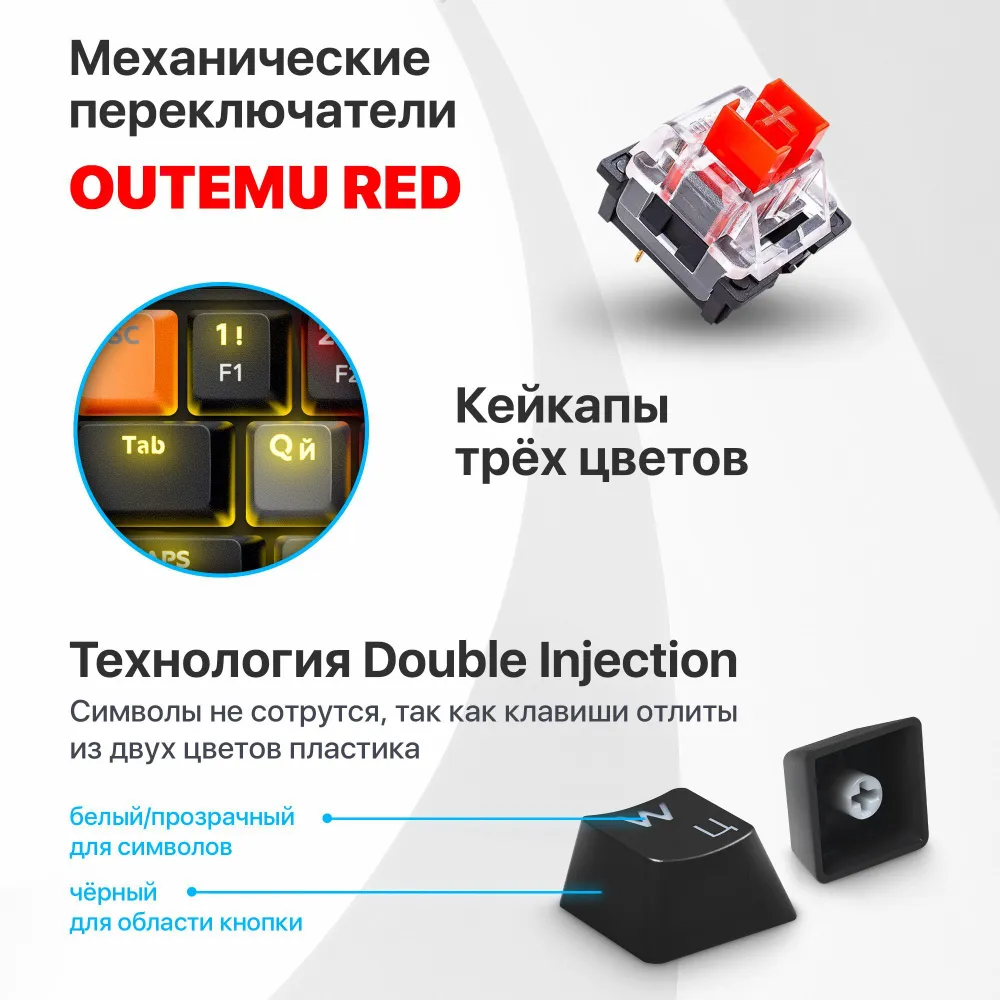 Механические
переключатели
OUTEMU RED
1!
F1
Tab
Q Й
Кейкапы
трёх цветов
Технология Double Injection
Символы не сотрутся, так как клавиши отлиты
из двух цветов пластика
белый/прозрачный
для символов
чёрный
для области кнопки
W
Ц